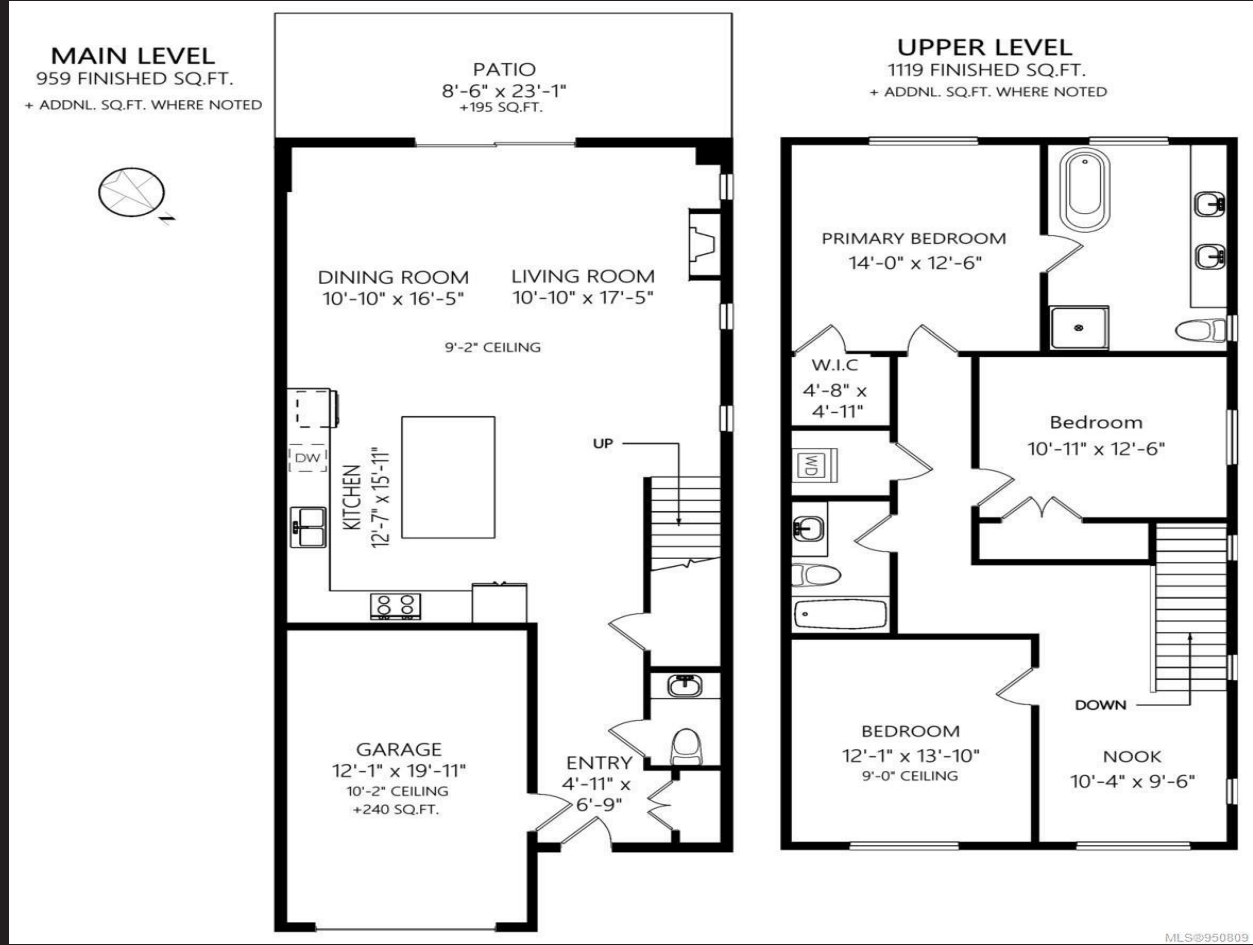 MAIN LEVEL
959 FINISHED SQ.FT.
+ ADDNL. SQ.FT. WHERE NOTED
N
PATIO
8'-6" x 23'-1"
+195 SQ.FT.
DINING ROOM
10'-10" x 16'-5"
LIVING ROOM
10'-10" x 17'-5"
9'-2" CEILING
UP
DW
KITCHEN
12'-7" x 15'-11"
GARAGE
12'-1" x 19'-11"
10'-2" CEILING
+240 SQ.FT.
ENTRY
4'-11" x
6'-9"
UPPER LEVEL
1119 FINISHED SQ.FT.
+ ADDNL. SQ.FT. WHERE NOTED
PRIMARY BEDROOM
14'-0" x 12'-6"
W.I.C
4'-8" x
4'-11"
Bedroom
10'-11" x 12'-6"
WD
DOWN
BEDROOM
12'-1" x 13'-10"
9'-0" CEILING
NOOK
10'-4" x 9'-6"
MLS®950809